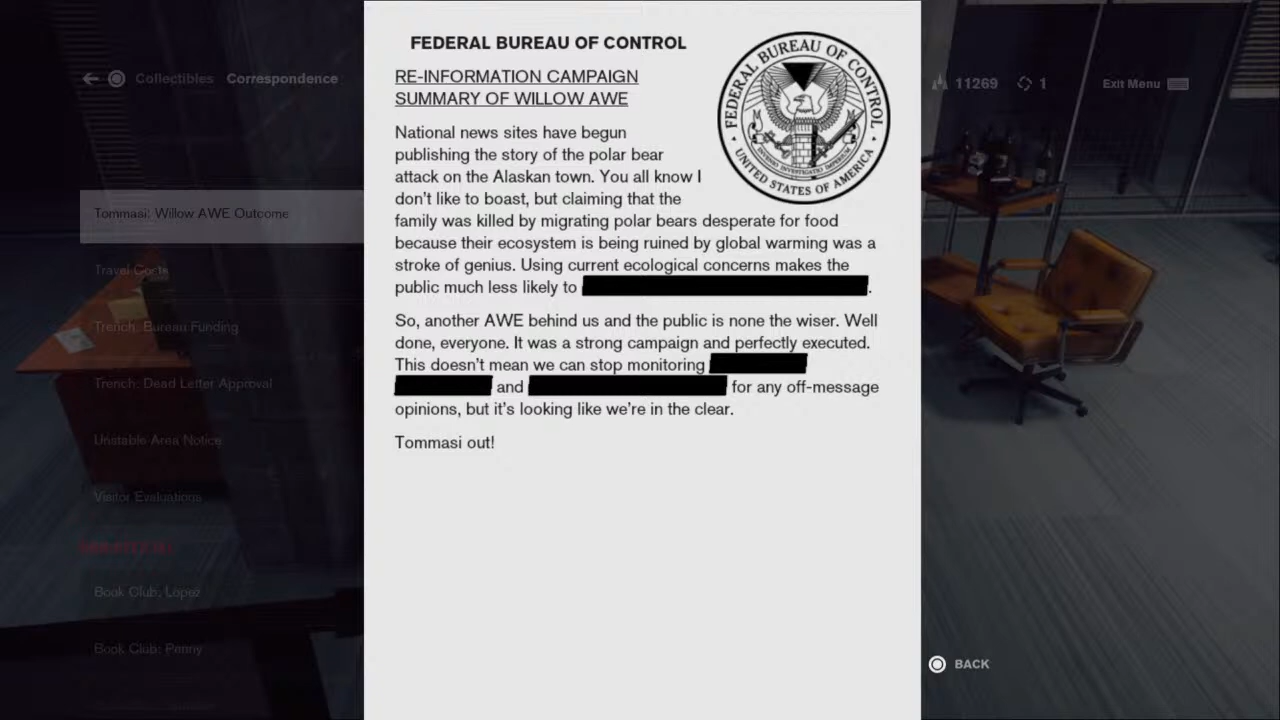 FEDERAL BUREAU OF CONTROL
RE-INFORMATION CAMPAIGN
SUMMARY OF WILLOW AWE
National news sites have begun
publishing the story of the polar bear
attack on the Alaskan town. You all know I
don't like to boast, but claiming that the
family was killed by migrating polar bears desperate for food
because their ecosystem is being ruined by global warming was a
stroke of genius. Using current ecological concerns makes the
public much less likely to .
So, another AWE behind us and the public is none the wiser. Well
done, everyone. It was a strong campaign and perfectly executed.
This doesn't mean we can stop monitoring
and for any off-message
opinions, but it's looking like we're in the clear.
Tommasi out!
FEDERAL BUREAU OF CONTROL
• UNITED STATES OF AMERICA •
Collectibles Correspondence
Tommasi: Willow AWE Outcome
Travel Costs
Trench: Bureau Funding
Trench: Dead Letter Approval
Unstable Area Notice
Visitor Evaluations
Book Club: Lopez
Book Club: Penny
11269
1
Exit Menu
BACK